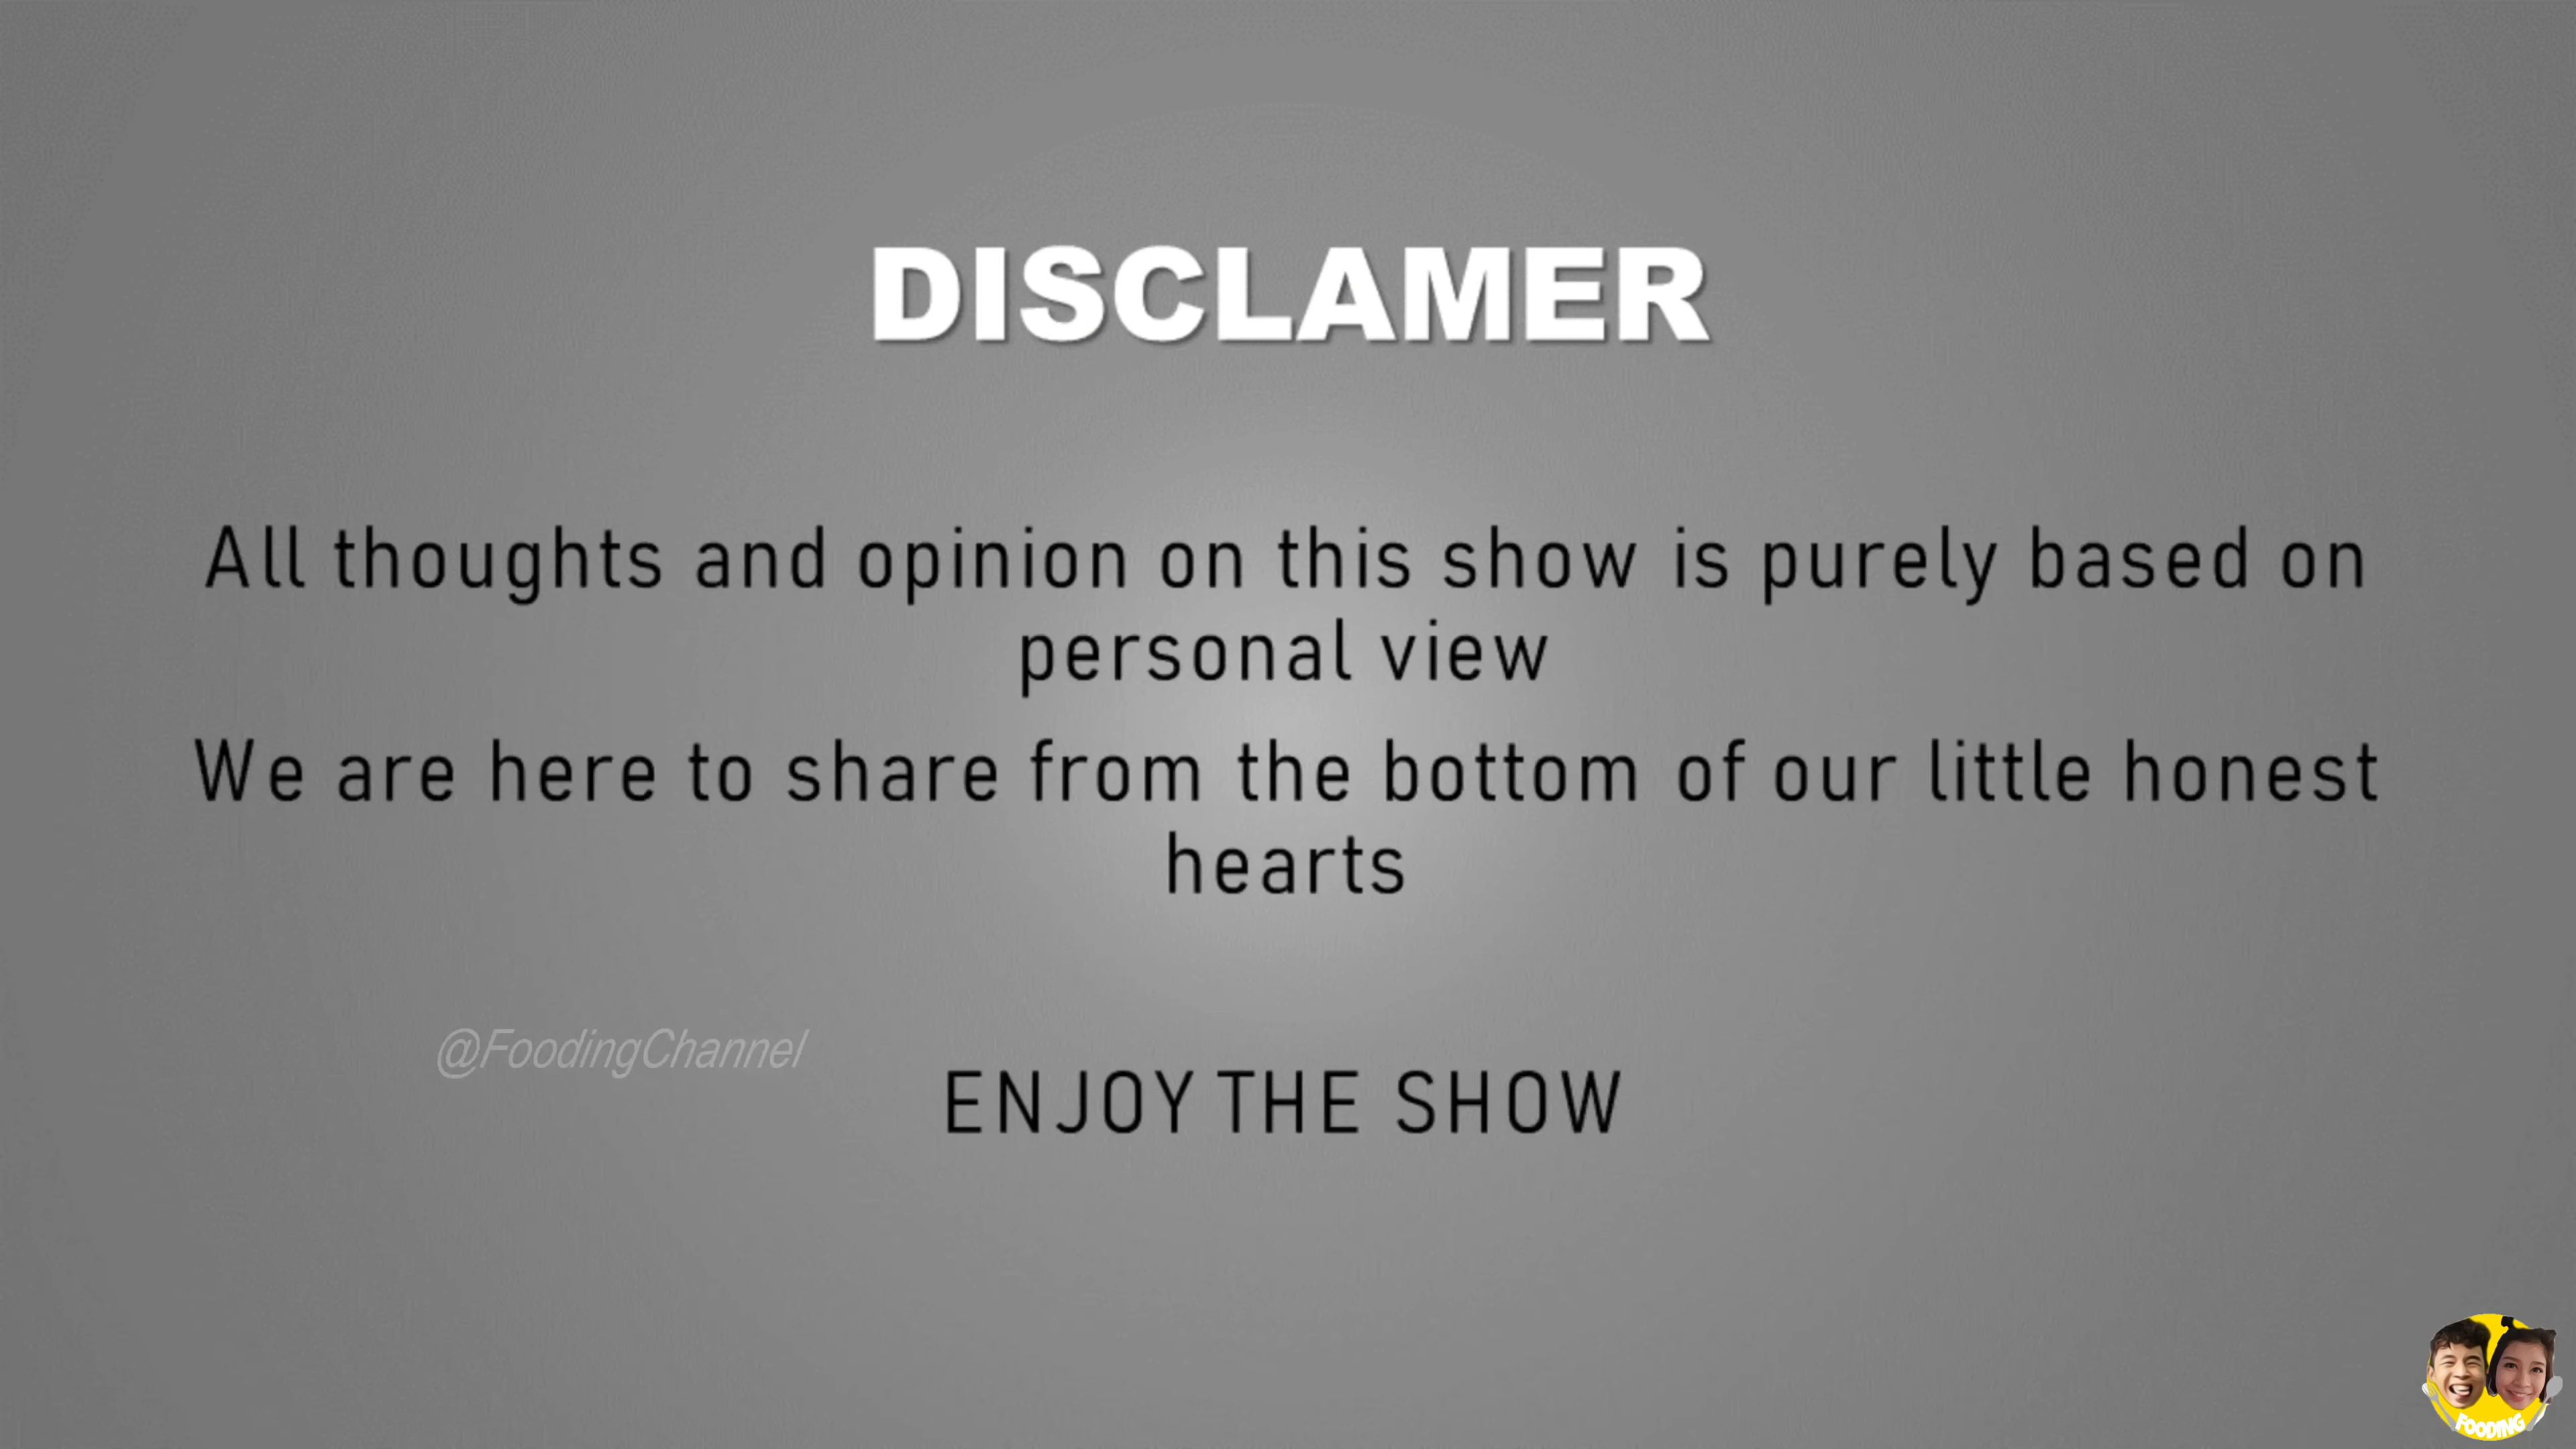 DISCLAMER
All thoughts and opinion on this show is purely based on
personal view
We are here to share from the bottom of our little honest
hearts
@FoodingChannel
ENJOY THE SHOW
FOODING